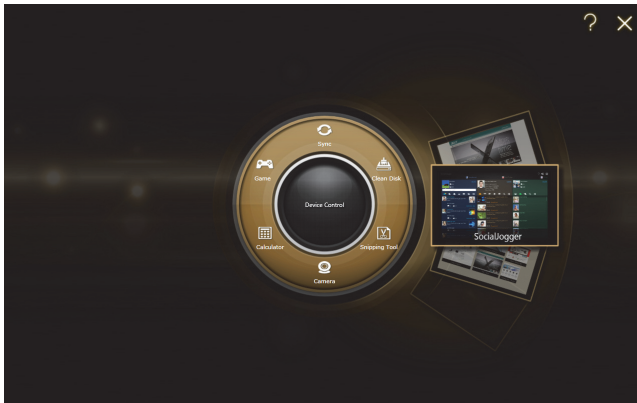 ?
Sync
Game
Clean Disk
Device Control
Calculator
Snipping Tool
Camera
SocialJogger